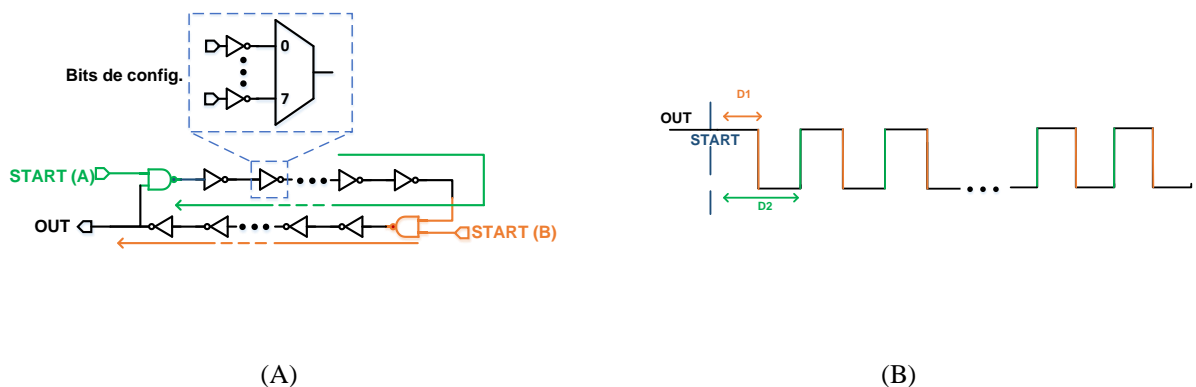 0
Bits de config.
7
START (A)
OUT
START (B)
(A)
D1
OUT
START
D2
(B)